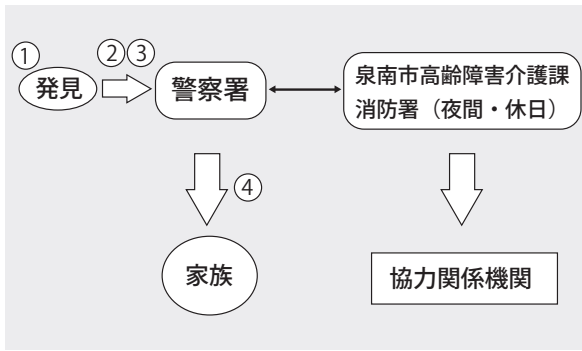 ①
②③
発見
警察署
泉南市高齢障害介護課
消防署（夜間・休日）
④
家族
協力関係機関